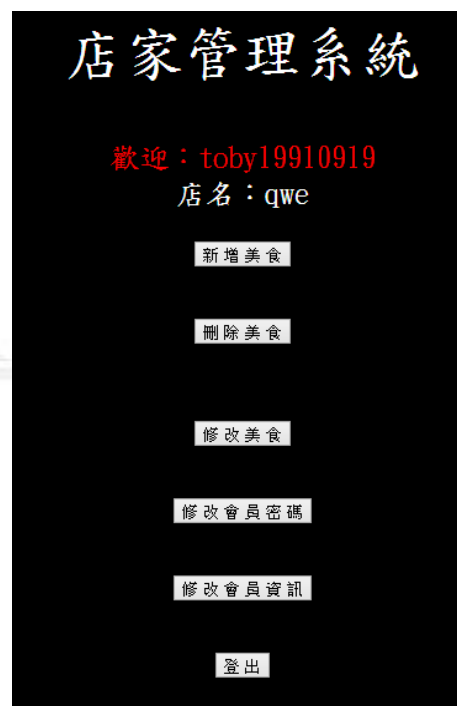 店家管理系統
歡迎：toby19910919
店名：qwe
新增美食
刪除美食
修改美食
修改會員密碼
修改會員資訊
登出